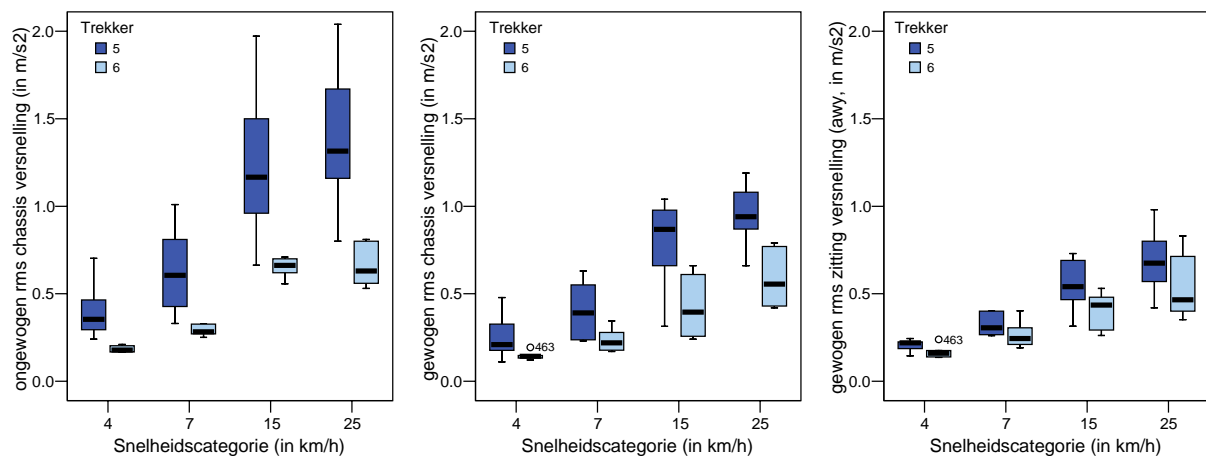 ongewogen rms chassis versnelling (in m/s2)
2.0
1.5
1.0
0.5
0.0
Trekker
5
6
4 7 15 25
Snelheidscategorie (in km/h)
gewogen rms chassis versnelling (in m/s2)
2.0
1.5
1.0
0.5
0.0
Trekker
5
6
463
4 7 15 25
Snelheidscategorie (in km/h)
gewogen rms zitting versnelling (awy, in m/s2)
2.0
1.5
1.0
0.5
0.0
Trekker
5
6
463
4 7 15 25
Snelheidscategorie (in km/h)